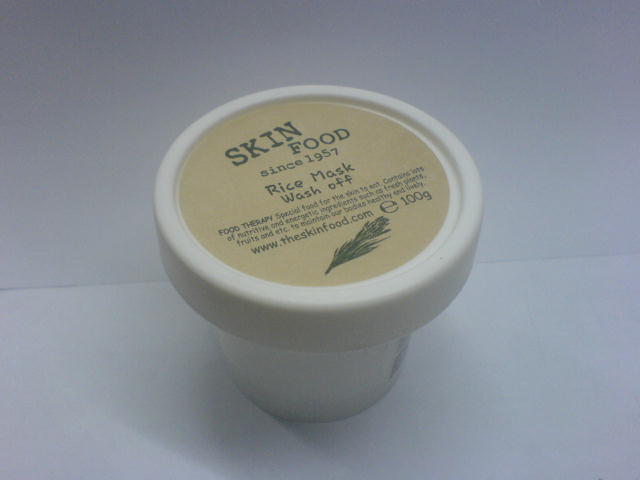 SKIN
FOOD
since 1957
Rice Mask
Wash off
FOOD THERAPY Special food for the skin to eat. Contains lots
of nutritive and energetic ingredients such as fresh plants,
fruits and etc. to maintain our bodies healthy and lively.
www.theskinfood.com ℮ 100g